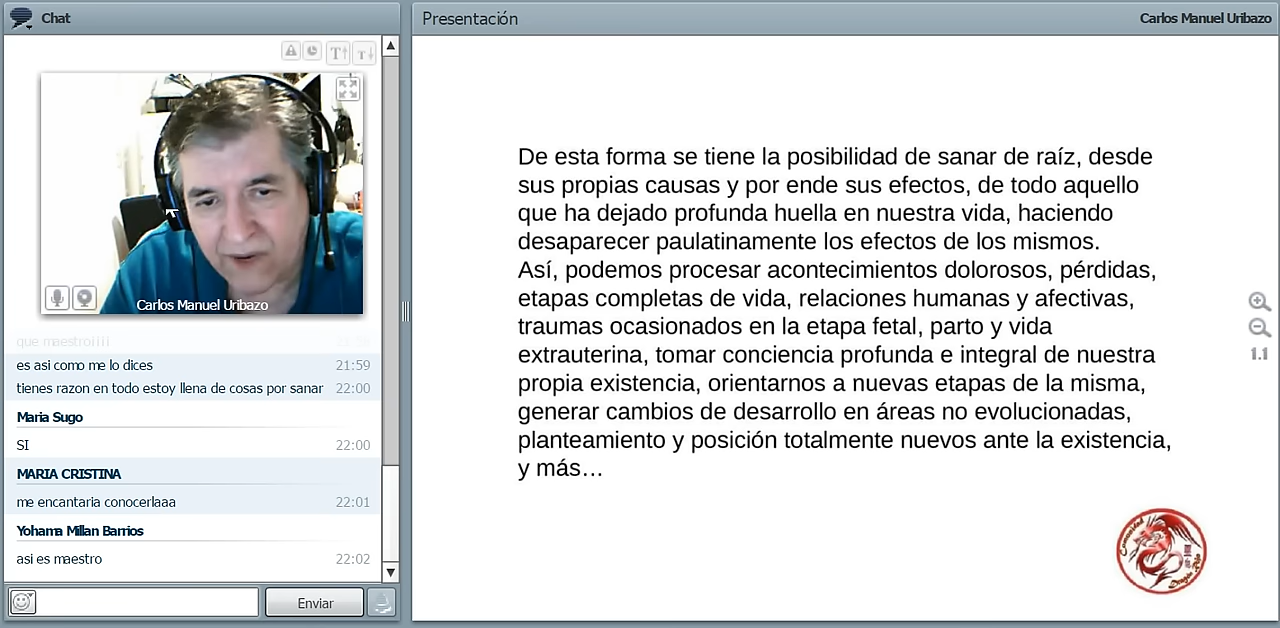 Chat
Carlos Manuel Uribazo
que maestroiiii
es asi como me lo dices 21:59
tienes razon en todo estoy llena de cosas por sanar 22:00
Maria Sugo
SI 22:00
MARIA CRISTINA
me encantaria conocerlaaa 22:01
Yohama Millan Barrios
asi es maestro 22:02
Enviar
Presentación
Carlos Manuel Uribazo
De esta forma se tiene la posibilidad de sanar de raíz, desde
sus propias causas y por ende sus efectos, de todo aquello
que ha dejado profunda huella en nuestra vida, haciendo
desaparecer paulatinamente los efectos de los mismos.
Así, podemos procesar acontecimientos dolorosos, pérdidas,
etapas completas de vida, relaciones humanas y afectivas,
traumas ocasionados en la etapa fetal, parto y vida
extrauterina, tomar conciencia profunda e integral de nuestra
propia existencia, orientarnos a nuevas etapas de la misma,
generar cambios de desarrollo en áreas no evolucionadas,
planteamiento y posición totalmente nuevos ante la existencia,
y más…
1.1
Comunidad
Dragón Rojo